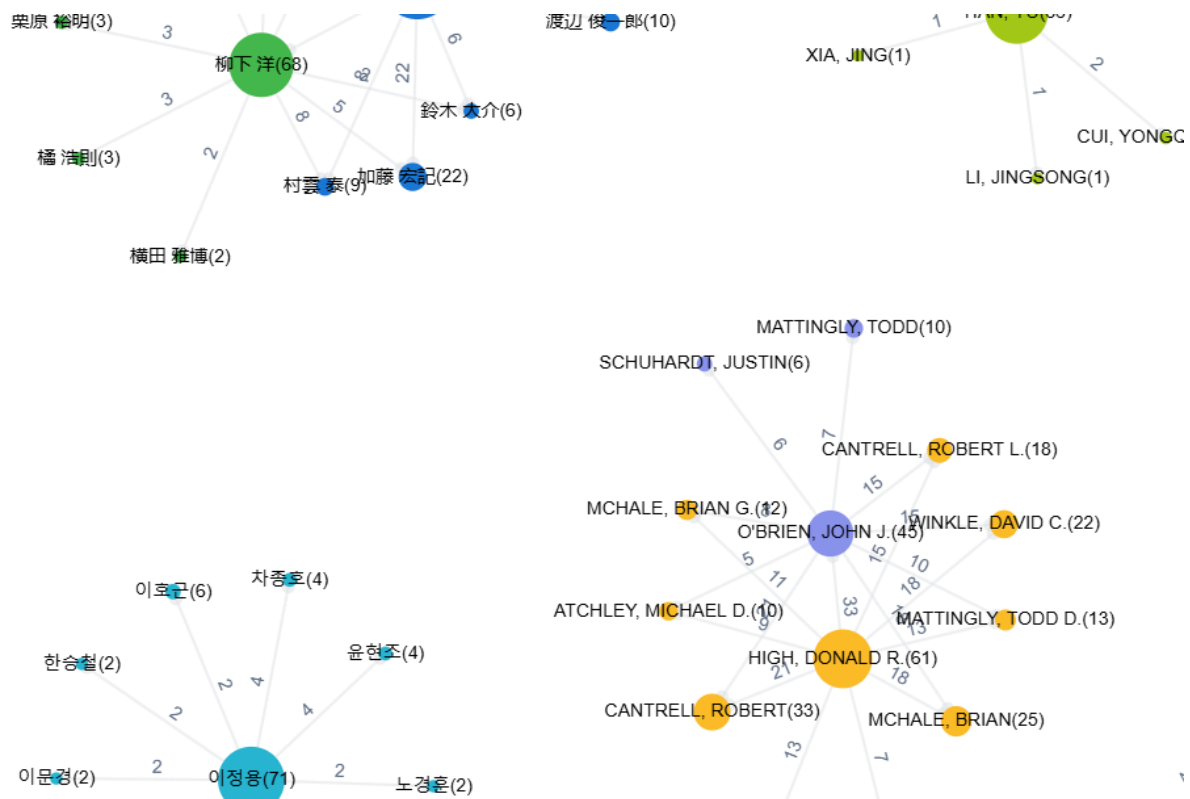 栗原 裕明(3)
渡辺 俊一郎(10)
3
6
1
XIA, JING(1)
柳下 洋(68)
22
2
3
5
8
1
鈴木 大介(6)
CUI, YONGQ
2
橘 浩則(3)
村雲 泰(9)
加藤 宏記(22)
LI, JINGSONG(1)
横田 雅博(2)
MATTINGLY, TODD(10)
SCHUHARDT, JUSTIN(6)
6
7
CANTRELL, ROBERT L.(18)
15
MCHALE, BRIAN G.(12)
O'BRIEN, JOHN J.(45)
WINKLE, DAVID C.(22)
15
5
11
10
18
차종호(4)
이호근(6)
ATCHLEY, MICHAEL D.(10)
33
MATTINGLY, TODD D.(13)
9
13
한승철(2)
윤현조(4)
HIGH, DONALD R.(61)
21
18
2
4
2
4
CANTRELL, ROBERT(33)
MCHALE, BRIAN(25)
13
7
이문경(2)
2
이정용(71)
2
노경훈(2)